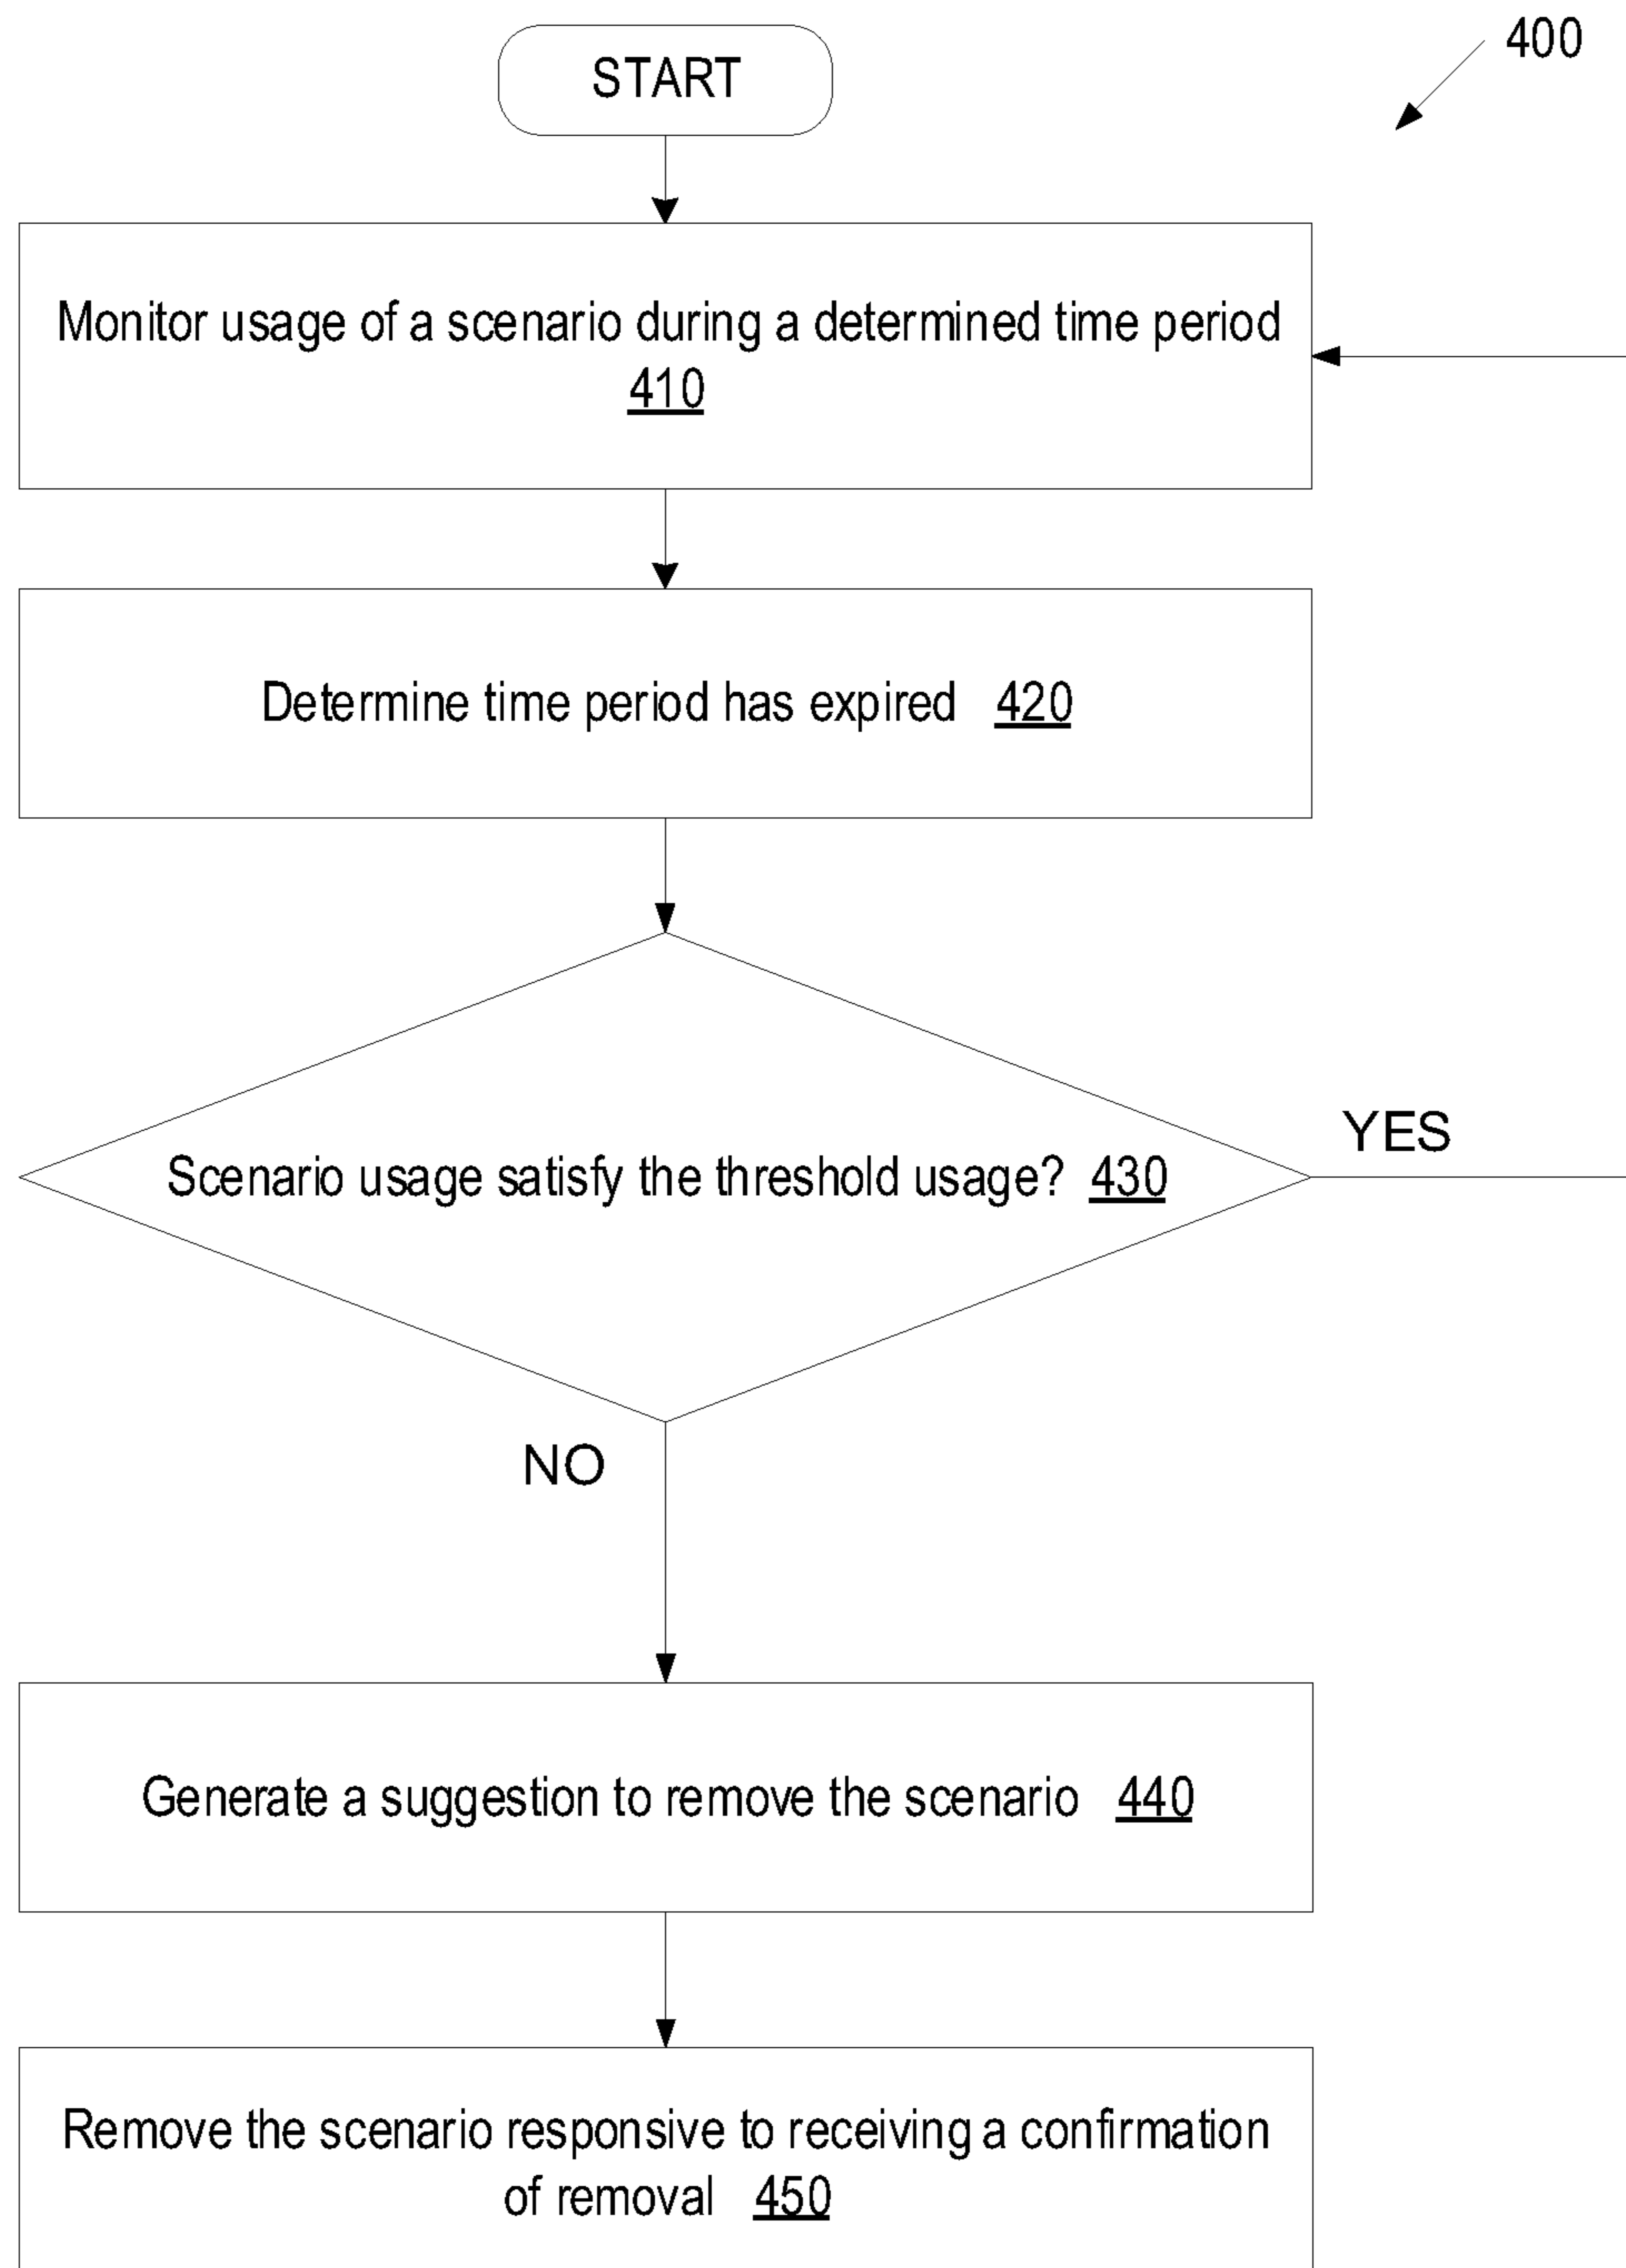 START
400
Monitor usage of a scenario during a determined time period
410
Determine time period has expired 420
Scenario usage satisfy the threshold usage? 430
YES
NO
Generate a suggestion to remove the scenario 440
Remove the scenario responsive to receiving a confirmation
of removal 450